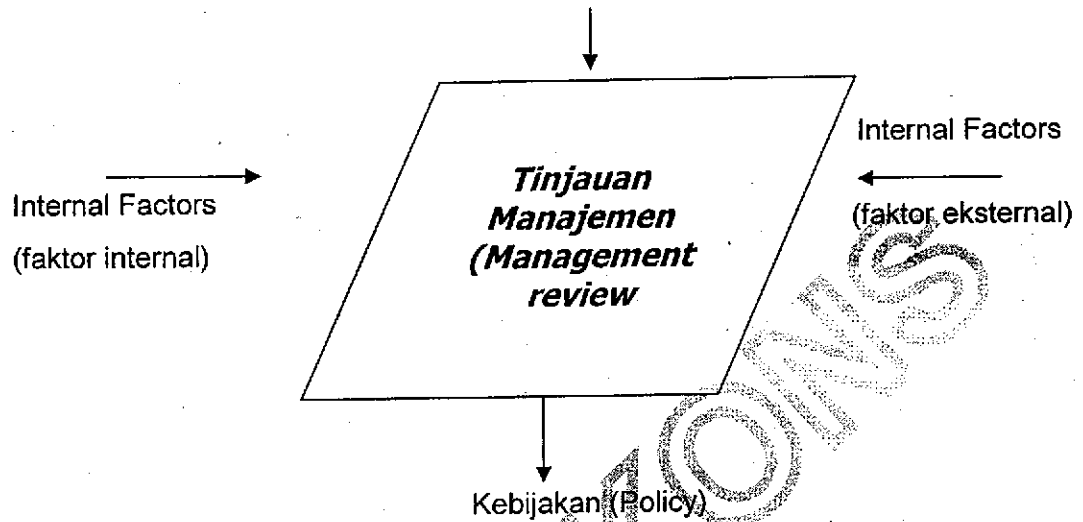 Internal Factors
(faktor internal)
Tinjauan
Manajemen
(Management
review
Internal Factors
(faktor eksternal)
Kebijakan (Policy)